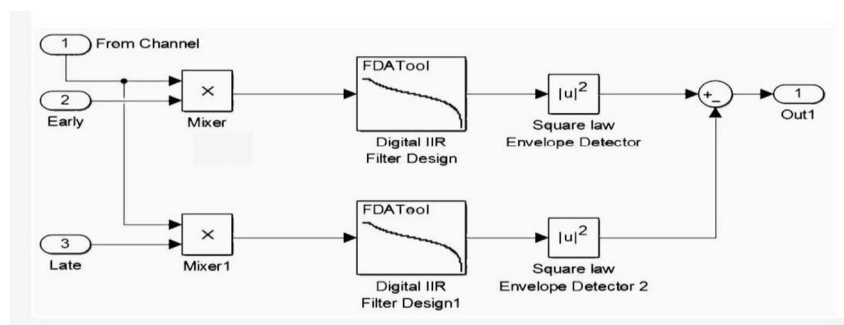 1
From Channel
2
Early
×
Mixer
FDATool
Digital IIR
Filter Design
|u|²
Square law
Envelope Detector
+
−
1
Out1
3
Late
×
Mixer1
FDATool
Digital IIR
Filter Design1
|u|²
Square law
Envelope Detector 2